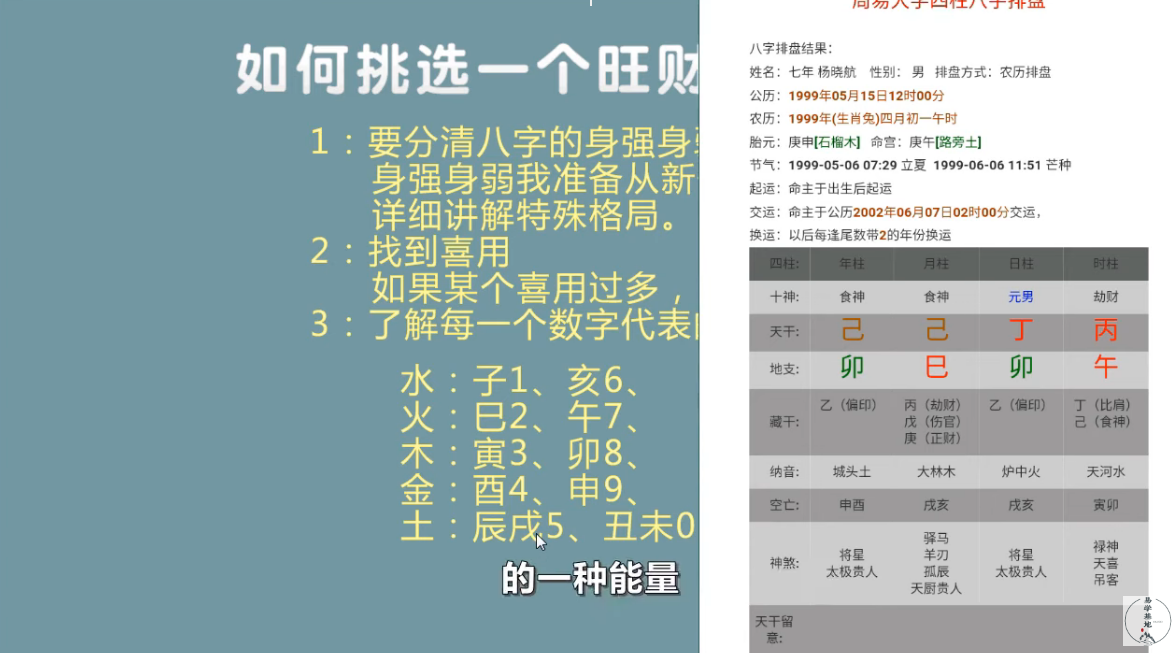 如何挑选一个旺财
1：要分清八字的身强身
身强身弱我准备从新
详细讲解特殊格局。
2：找到喜用
如果某个喜用过多，
3：了解每一个数字代表
水：子1、亥6、
火：巳2、午7、
木：寅3、卯8、
金：酉4、申9、
土：辰戌5、丑未0
的一种能量
周易大学四柱八字排盘
八字排盘结果：
姓名：七年 杨晓航 性别： 男 排盘方式：农历排盘
公历：1999年05月15日12时00分
农历：1999年(生肖兔)四月初一午时
胎元：庚申[石榴木] 命宫：庚午[路旁土]
节气：1999-05-06 07:29 立夏 1999-06-06 11:51 芒种
起运：命主于出生后起运
交运：命主于公历2002年06月07日02时00分交运，
换运：以后每逢尾数带2的年份换运
四柱: 年柱 月柱 日柱 时柱
十神: 食神 食神 元男 劫财
天干: 己 己 丁 丙
地支: 卯 巳 卯 午
藏干: 乙（偏印） 丙（劫财） 乙（偏印） 丁（比肩）
戊（伤官） 己（食神）
庚（正财）
纳音: 城头土 大林木 炉中火 天河水
空亡: 申酉 戌亥 戌亥 寅卯
神煞: 将星 驿马 将星 禄神
太极贵人 羊刃 太极贵人 天喜
孤辰 吊客
天厨贵人
天干留
意:
易学基地